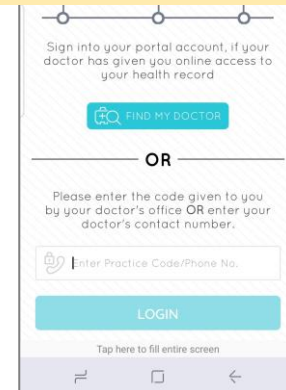 Sign into your portal account, if your
doctor has given you online access to
your health record
FIND MY DOCTOR
OR
Please enter the code given to you
by your doctor's office OR enter your
doctor's contact number.
Enter Practice Code/Phone No.
LOGIN
Tap here to fill entire screen